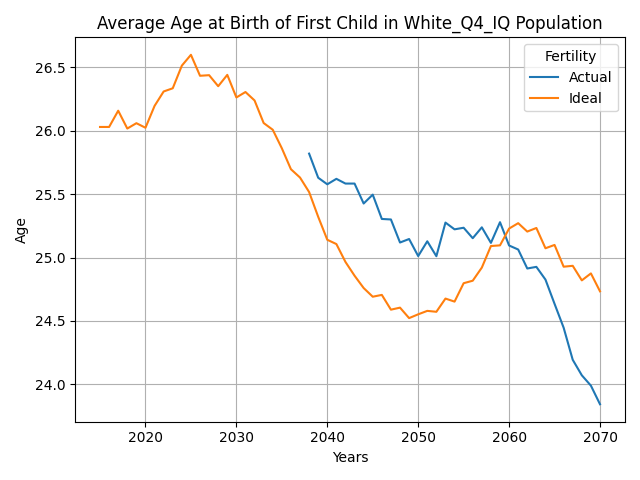 Average Age at Birth of First Child in White_Q4_IQ Population
Fertility
Actual
Ideal
26.5
26.0
25.5
25.0
24.5
24.0
Age
2020 2030 2040 2050 2060 2070
Years